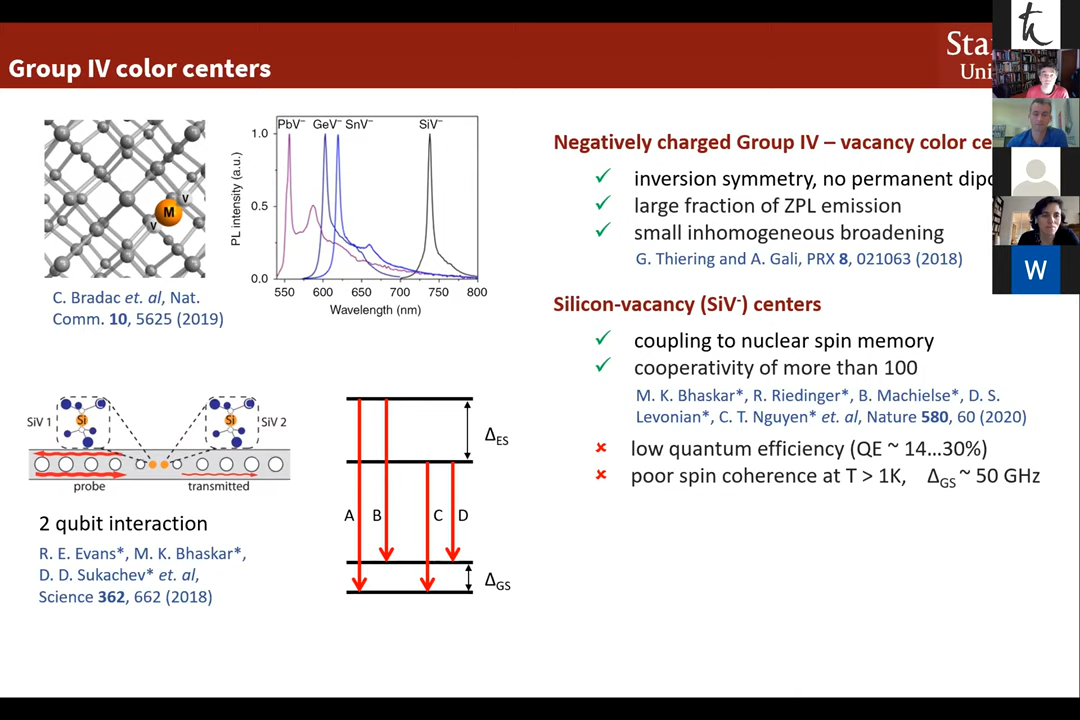 Group IV color centers
Sta
Uni
ħ
W
V
M
V
PbV⁻ GeV⁻ SnV⁻ SiV⁻
1.0
0.5
0.0
PL intensity (a.u.)
550 600 650 700 750 800
Wavelength (nm)
C. Bradac et. al, Nat.
Comm. 10, 5625 (2019)
SiV 1
Si
Si
SiV 2
probe
transmitted
2 qubit interaction
R. E. Evans*, M. K. Bhaskar*,
D. D. Sukachev* et. al,
Science 362, 662 (2018)
A B C D
Δ_ES
Δ_GS
Negatively charged Group IV – vacancy color ce
✓ inversion symmetry, no permanent dipo
✓ large fraction of ZPL emission
✓ small inhomogeneous broadening
G. Thiering and A. Gali, PRX 8, 021063 (2018)
Silicon-vacancy (SiV⁻) centers
✓ coupling to nuclear spin memory
✓ cooperativity of more than 100
M. K. Bhaskar*, R. Riedinger*, B. Machielse*, D. S.
Levonian*, C. T. Nguyen* et. al, Nature 580, 60 (2020)
✗ low quantum efficiency (QE ~ 14...30%)
✗ poor spin coherence at T > 1K, Δ_GS ~ 50 GHz